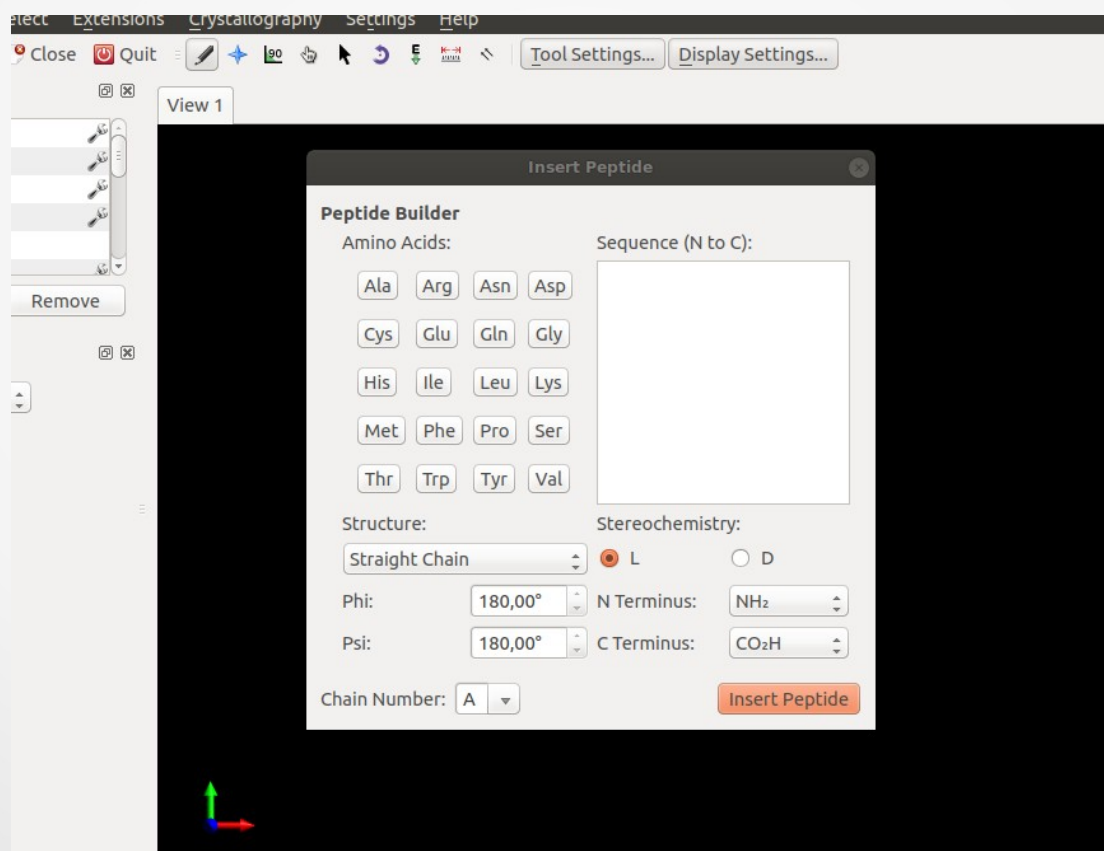 elect Extensions Crystallography Settings Help
Close Quit 90 E Tool Settings... Display Settings...
View 1
Insert Peptide
Peptide Builder
Amino Acids: Sequence (N to C):
Ala Arg Asn Asp
Cys Glu Gln Gly
Remove
His Ile Leu Lys
Met Phe Pro Ser
Thr Trp Tyr Val
Structure: Stereochemistry:
Straight Chain L D
Phi: 180,00° N Terminus: NH₂
Psi: 180,00° C Terminus: CO₂H
Chain Number: A Insert Peptide